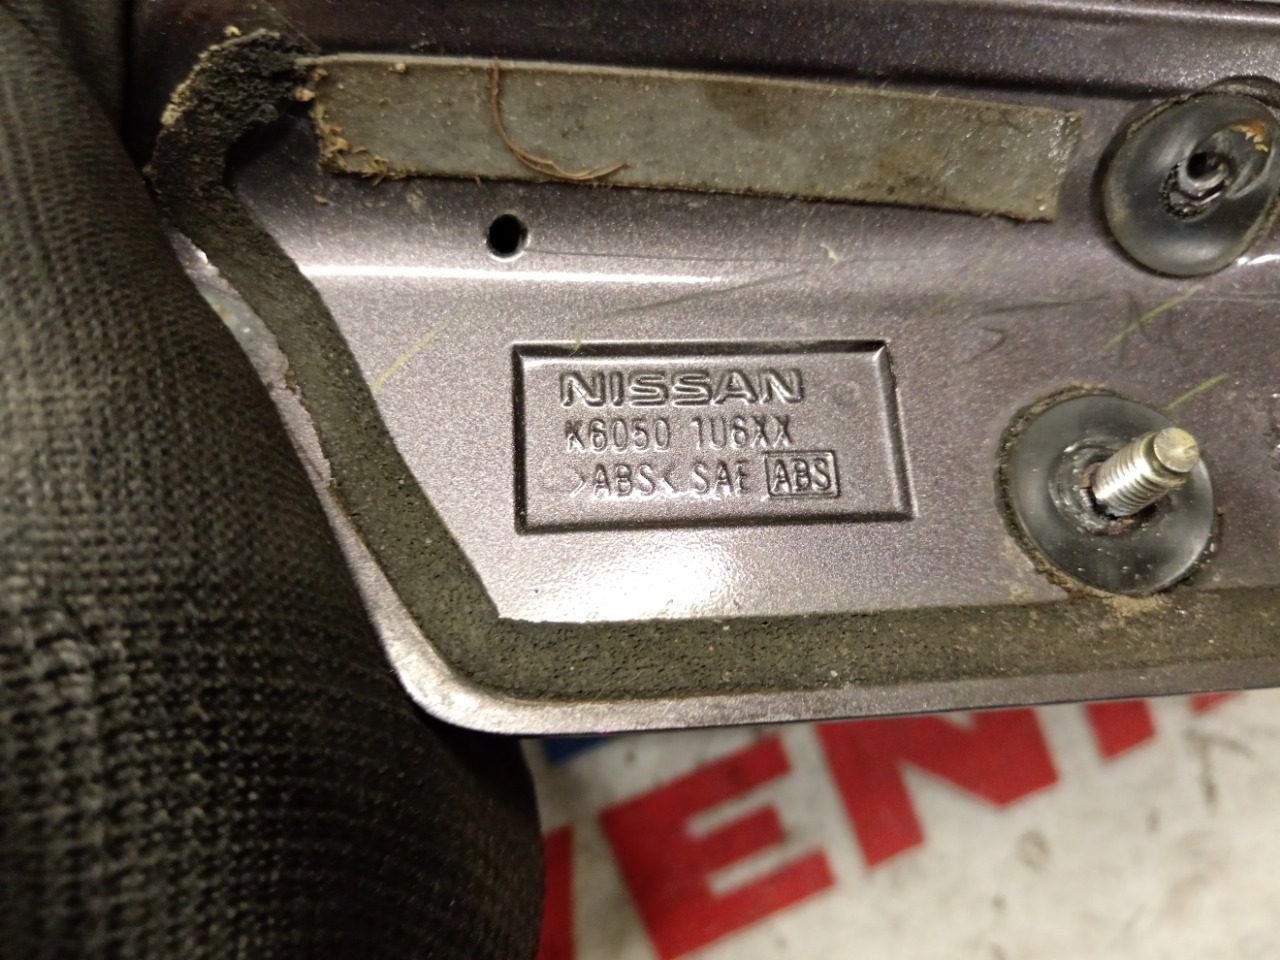 NISSAN
K6050 1U6XX
>ABS< SAE ABS